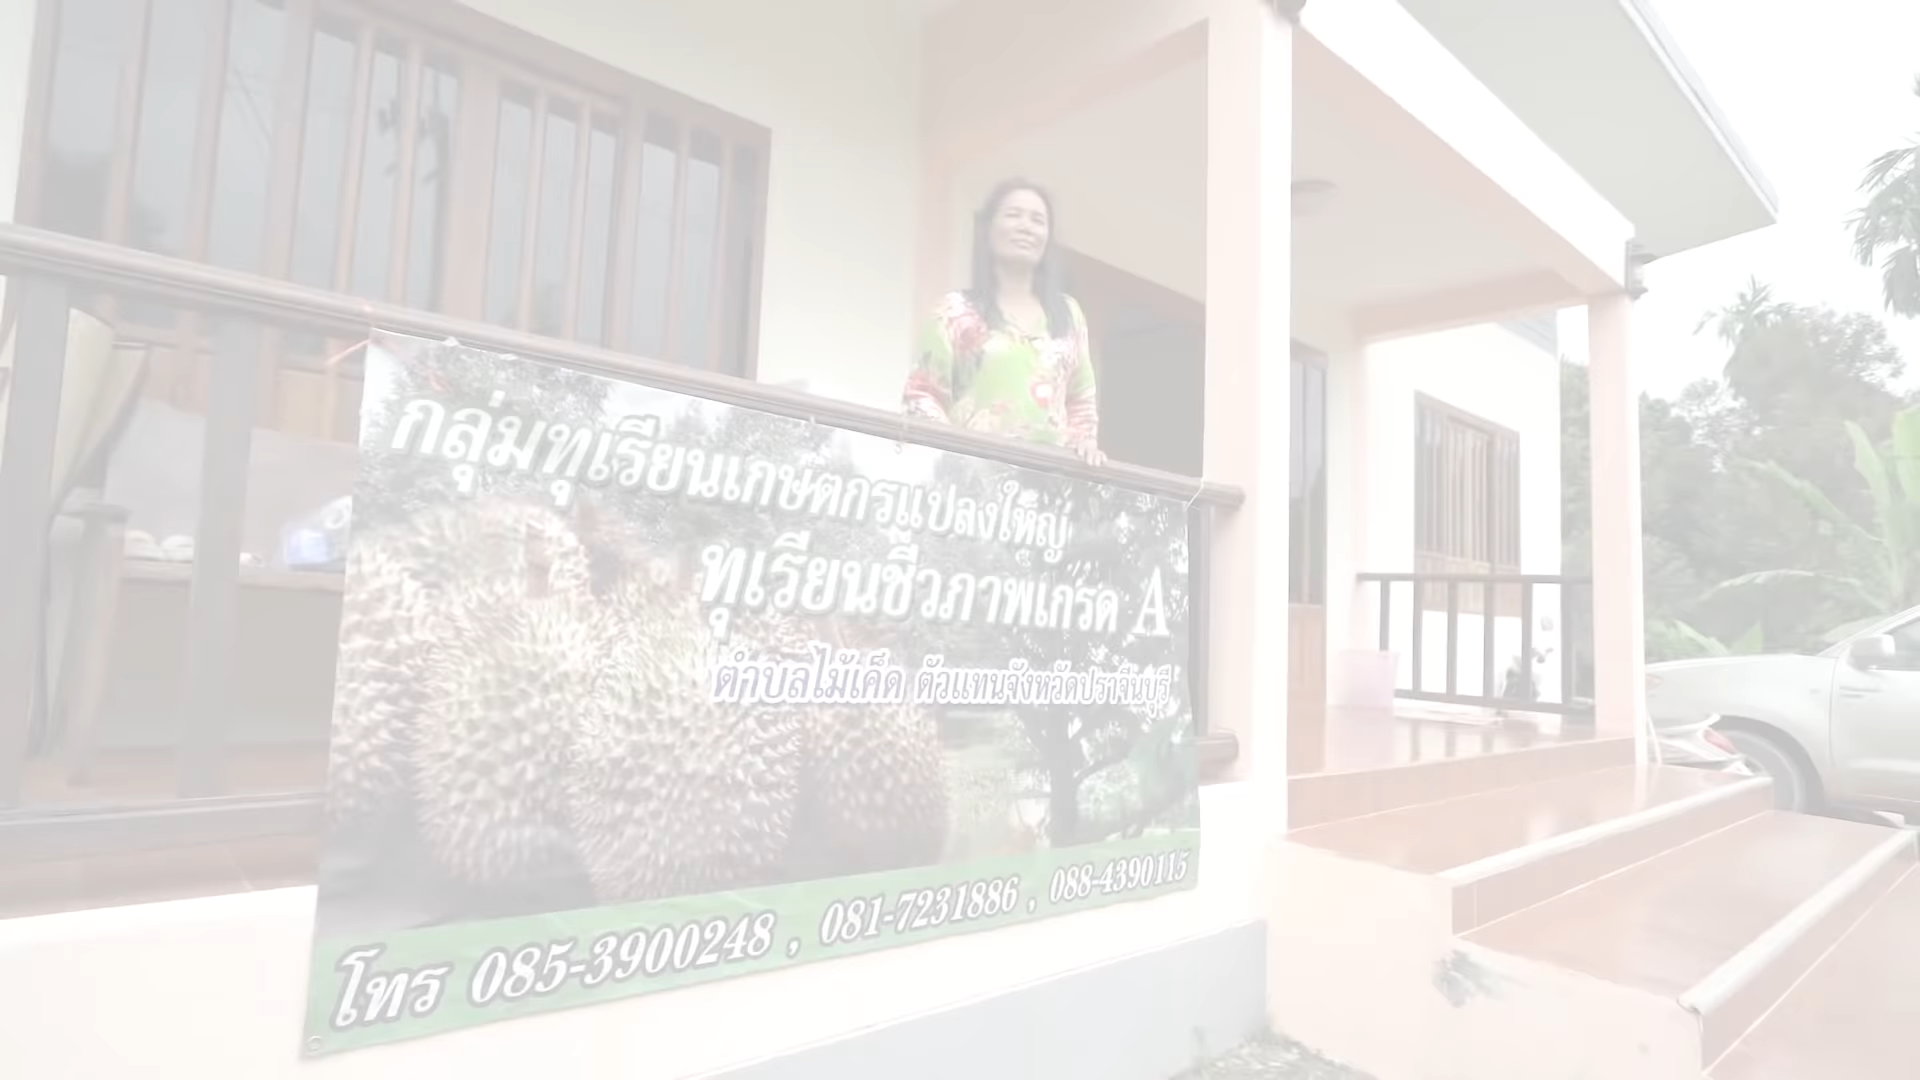 กลุ่มทุเรียนเกษตกรแปลงใหญ่
ทุเรียนชีวภาพเกรด A
ตำบลไม้เค็ด ตัวแทนจังหวัดปราจีนบุรี
โทร 085-3900248 , 081-7231886 , 088-4390115